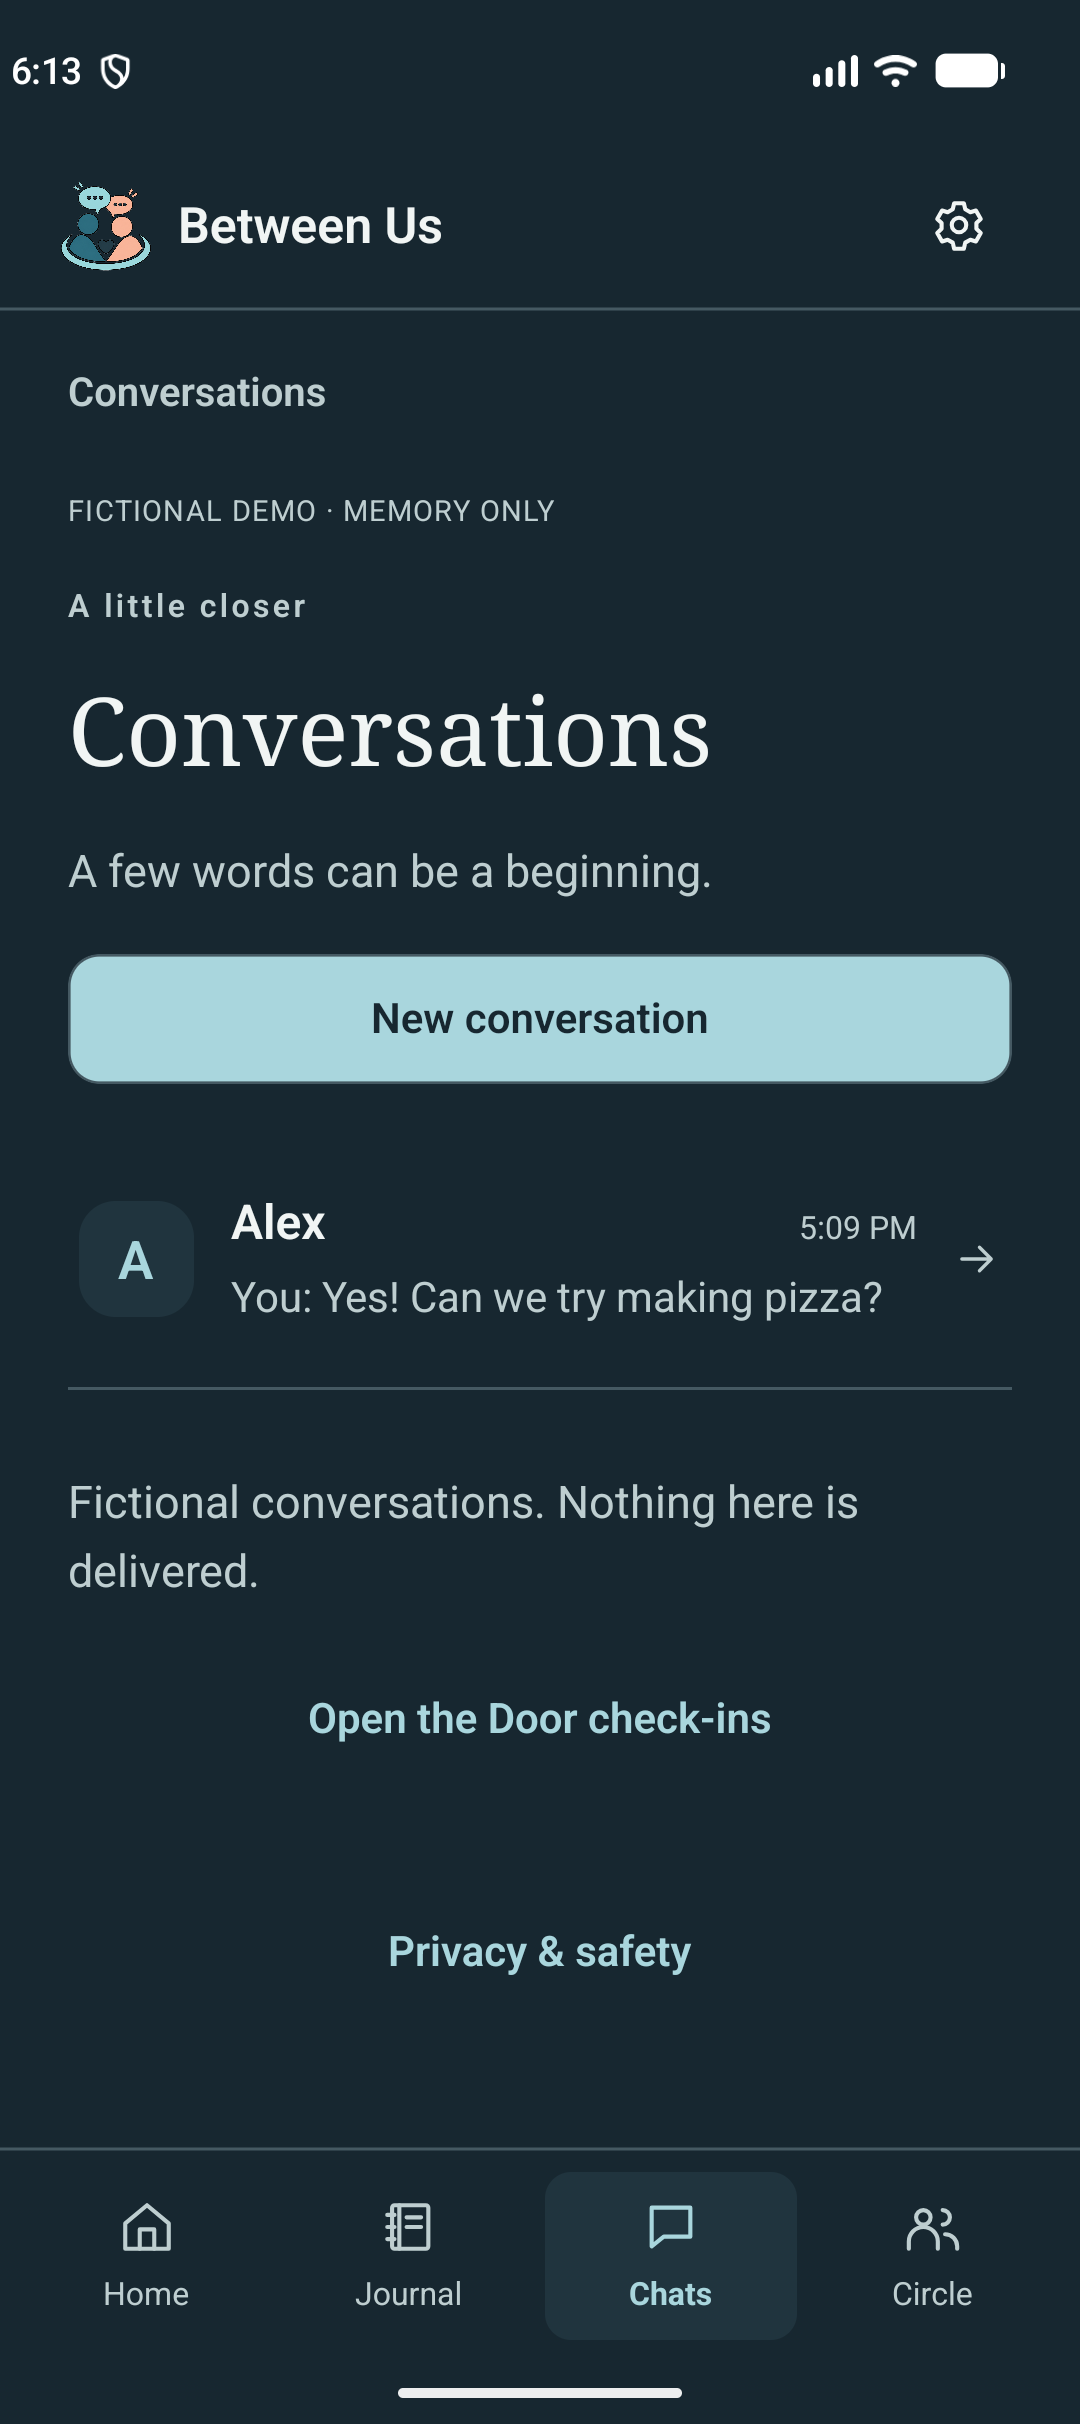 6:13
Between Us
Conversations
FICTIONAL DEMO · MEMORY ONLY
A little closer
Conversations
A few words can be a beginning.
New conversation
A
Alex
5:09 PM
You: Yes! Can we try making pizza?
Fictional conversations. Nothing here is
delivered.
Open the Door check-ins
Privacy & safety
Home
Journal
Chats
Circle